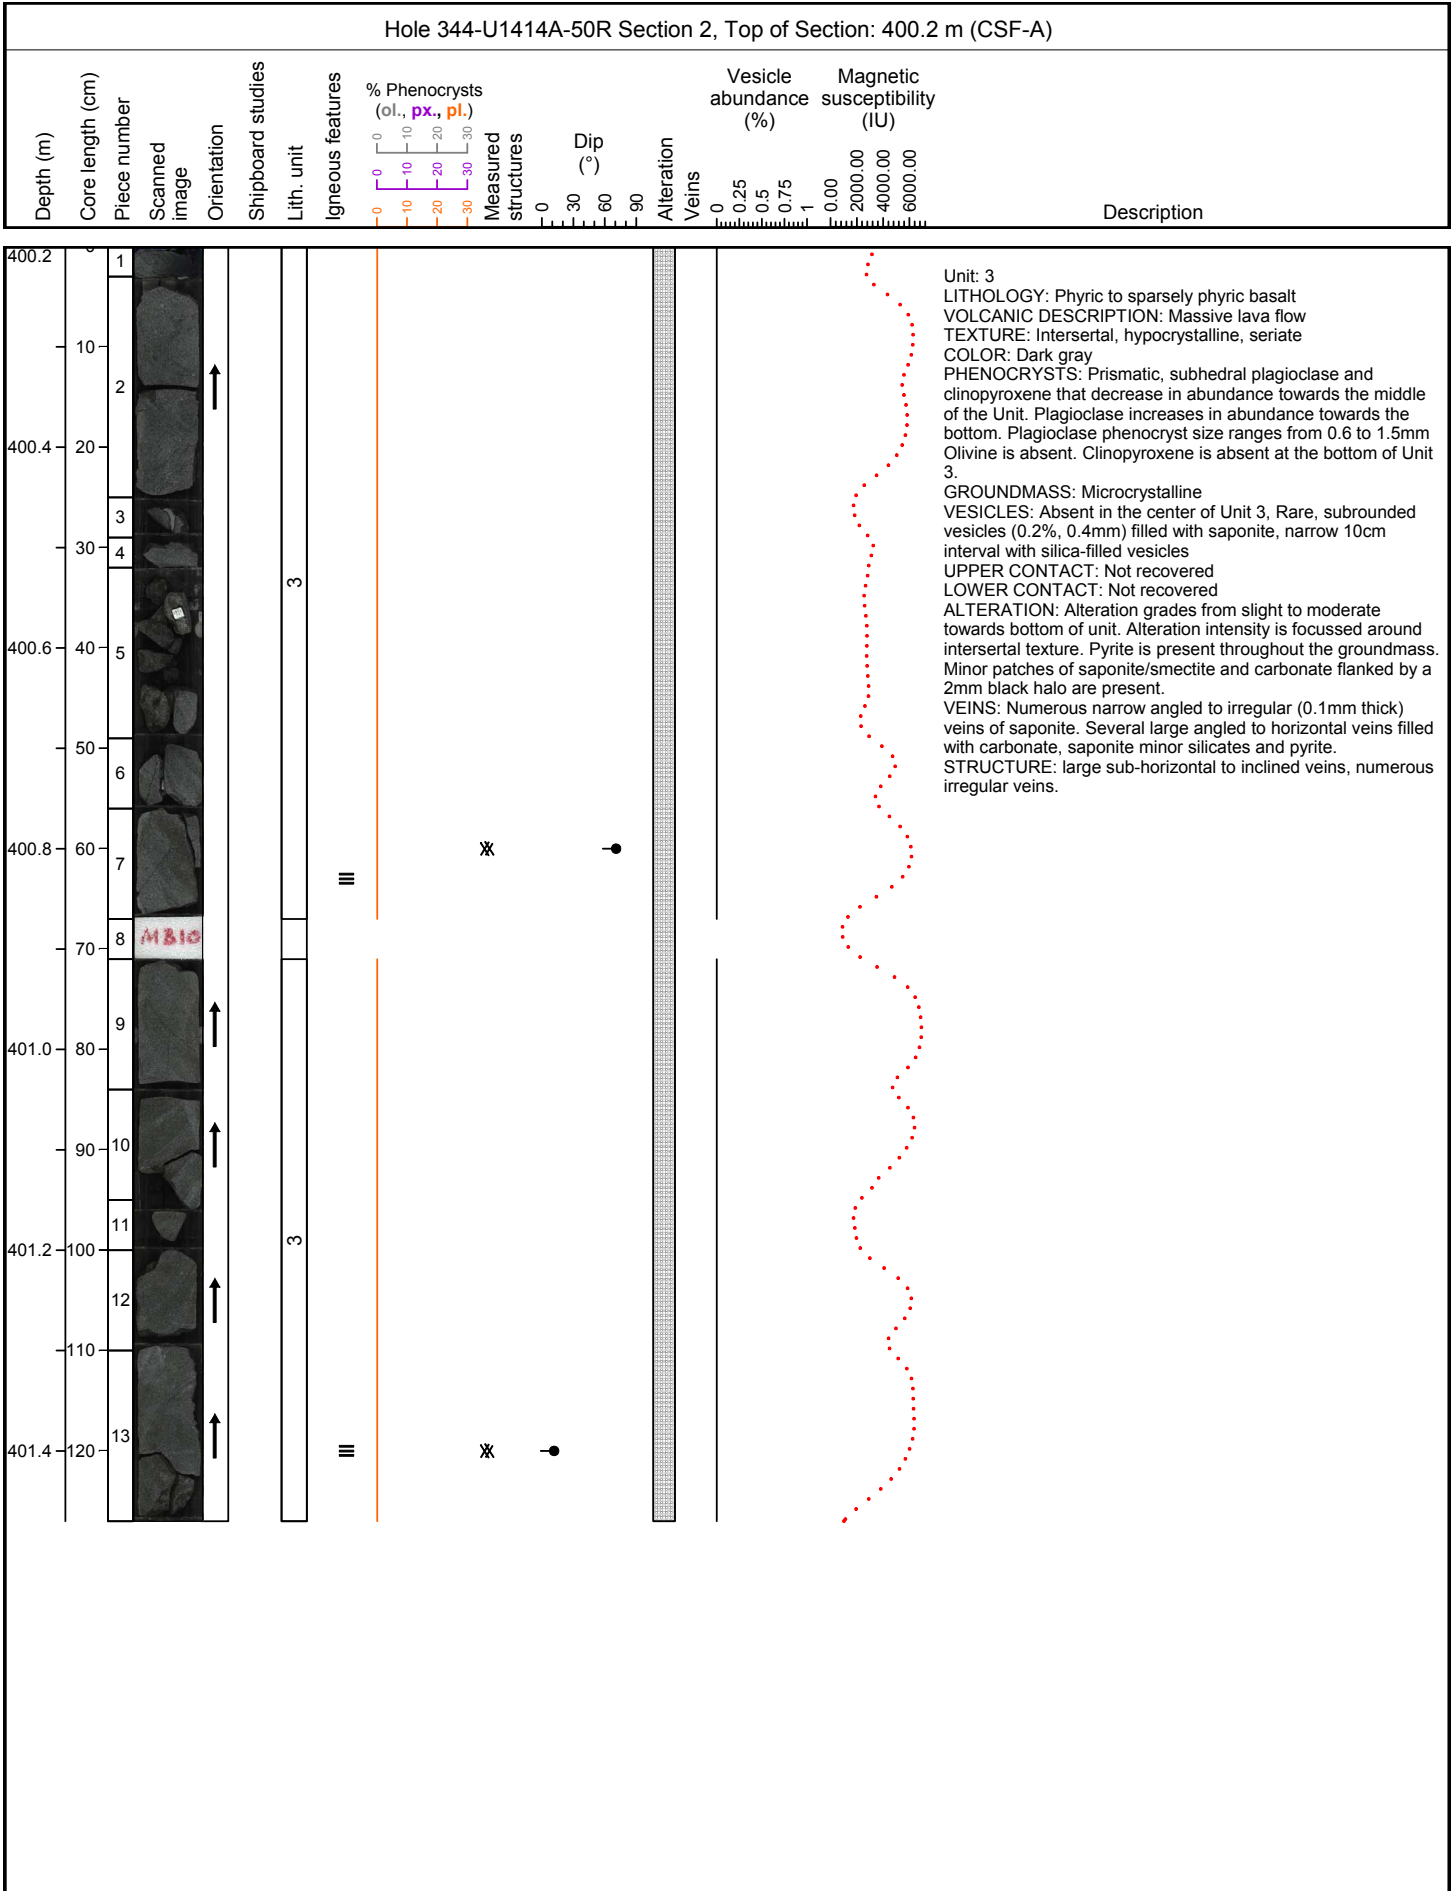 Hole 344-U1414A-50R Section 2, Top of Section: 400.2 m (CSF-A)
Depth (m)
Core length (cm)
Piece number
Scanned image
Orientation
Shipboard studies
Lith. unit
Igneous features
% Phenocrysts
(ol., px., pl.)
0 10 20 30
0 10 20 30
0 10 20 30
Measured structures
Dip
(°)
0 30 60 90
Alteration
Veins
Vesicle
abundance
(%)
0 0.25 0.5 0.75 1
Magnetic
susceptibility
(IU)
0.00 2000.00 4000.00 6000.00
Description
400.2
400.4
400.6
400.8
401.0
401.2
401.4
10
20
30
40
50
60
70
80
90
100
110
120
1
2
3
4
5
6
7
8
9
10
11
12
13
MB10
3
3
Unit: 3
LITHOLOGY: Phyric to sparsely phyric basalt
VOLCANIC DESCRIPTION: Massive lava flow
TEXTURE: Intersertal, hypocrystalline, seriate
COLOR: Dark gray
PHENOCRYSTS: Prismatic, subhedral plagioclase and
clinopyroxene that decrease in abundance towards the middle
of the Unit. Plagioclase increases in abundance towards the
bottom. Plagioclase phenocryst size ranges from 0.6 to 1.5mm
Olivine is absent. Clinopyroxene is absent at the bottom of Unit
3.
GROUNDMASS: Microcrystalline
VESICLES: Absent in the center of Unit 3, Rare, subrounded
vesicles (0.2%, 0.4mm) filled with saponite, narrow 10cm
interval with silica-filled vesicles
UPPER CONTACT: Not recovered
LOWER CONTACT: Not recovered
ALTERATION: Alteration grades from slight to moderate
towards bottom of unit. Alteration intensity is focussed around
intersertal texture. Pyrite is present throughout the groundmass.
Minor patches of saponite/smectite and carbonate flanked by a
2mm black halo are present.
VEINS: Numerous narrow angled to irregular (0.1mm thick)
veins of saponite. Several large angled to horizontal veins filled
with carbonate, saponite minor silicates and pyrite.
STRUCTURE: large sub-horizontal to inclined veins, numerous
irregular veins.